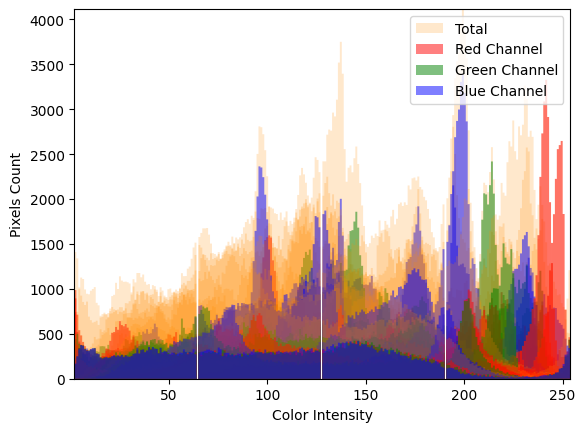 4000
3500
3000
2500
2000
1500
1000
500
0
Pixels Count
50
100
150
200
250
Color Intensity
Total
Red Channel
Green Channel
Blue Channel